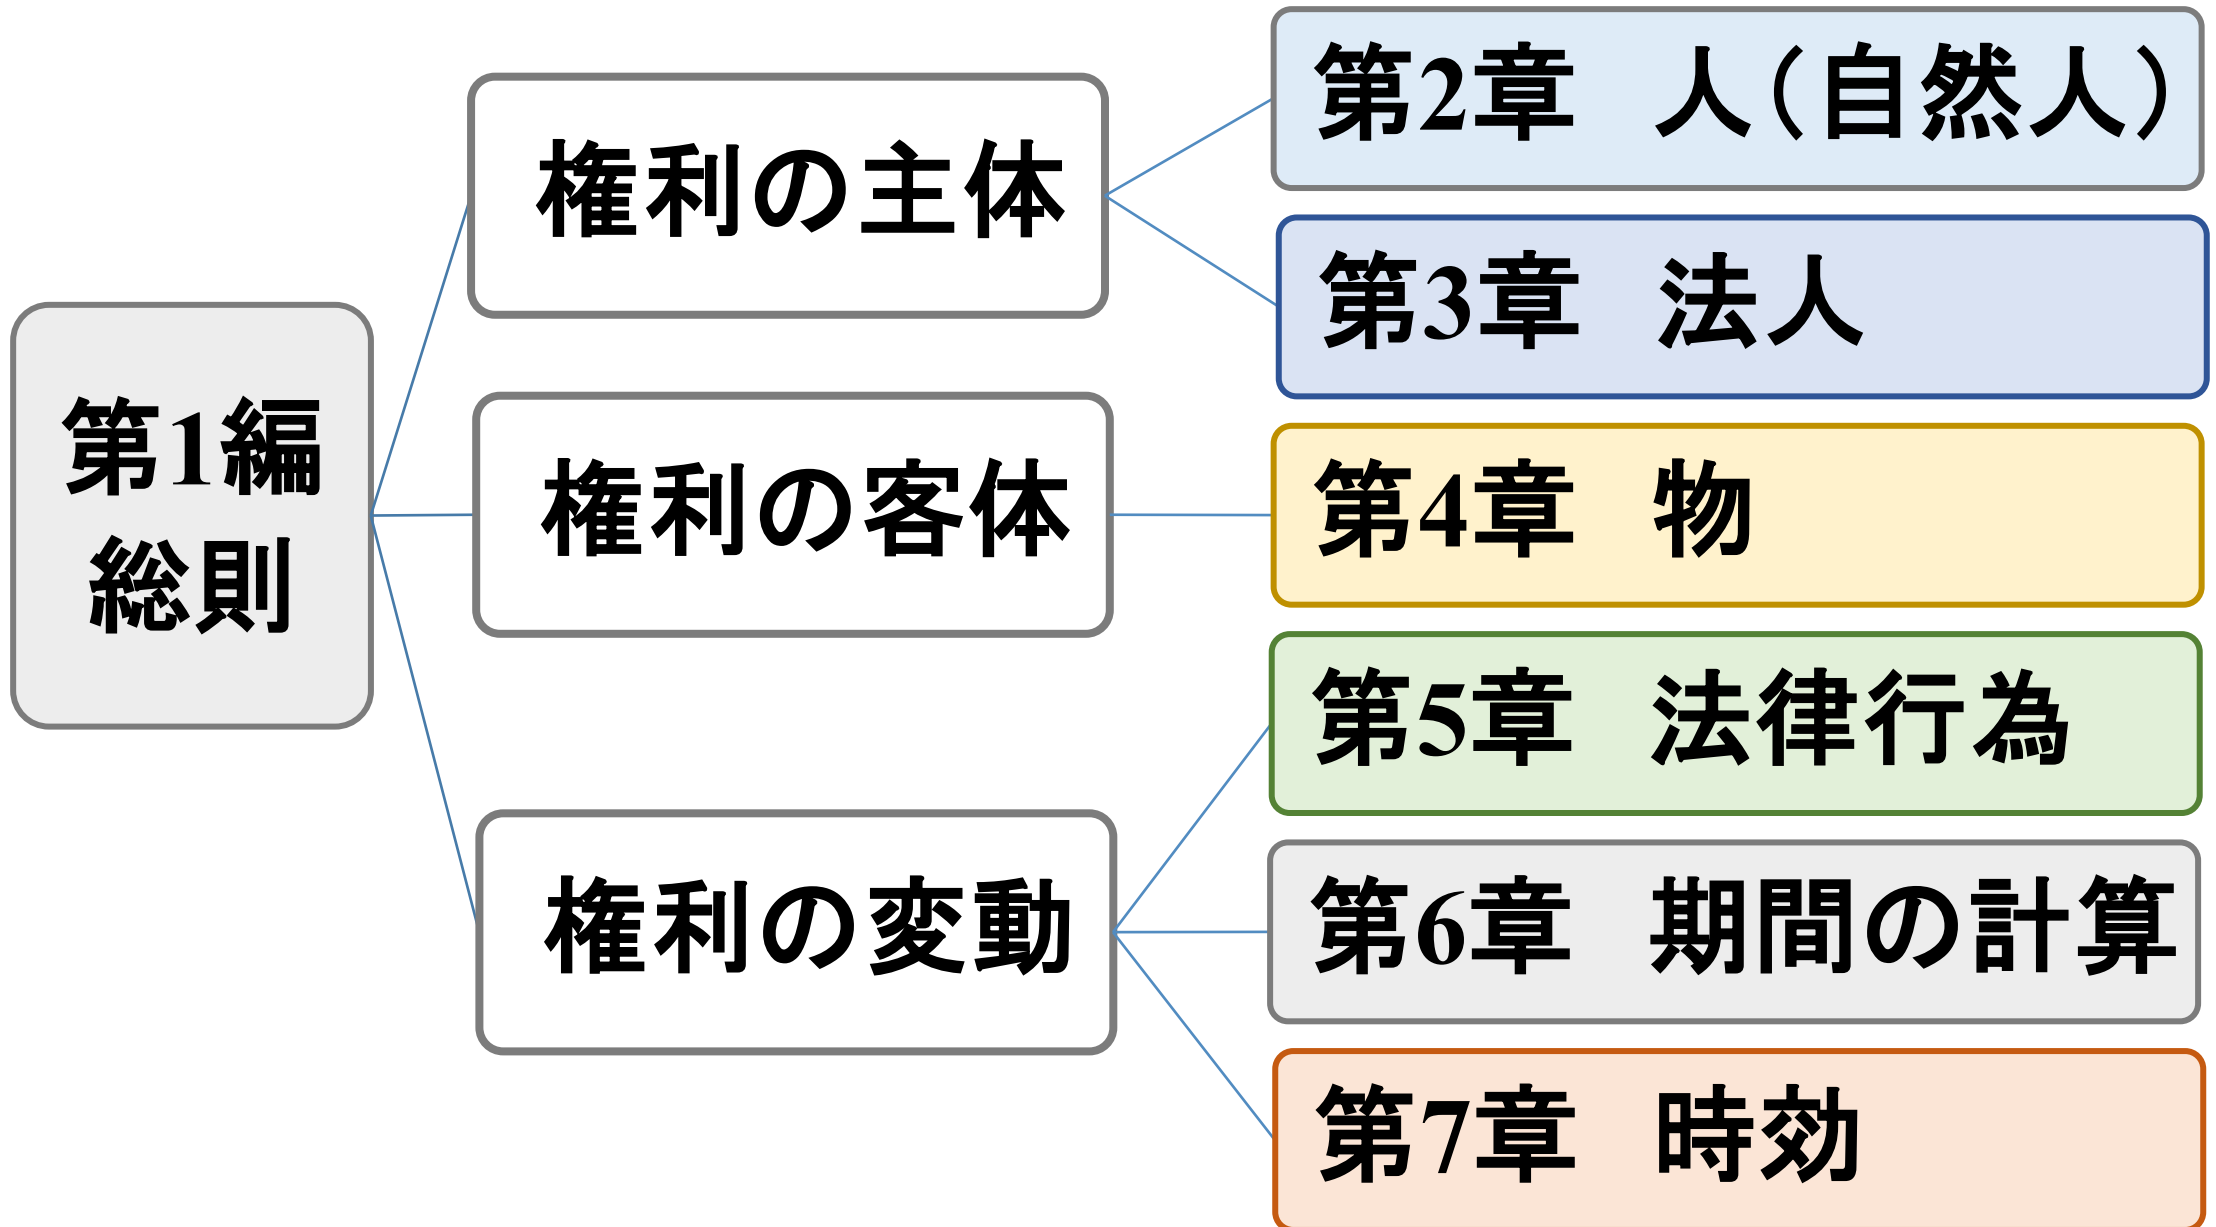 第1編
総則
権利の主体
第2章　人（自然人）
第3章　法人
権利の客体
第4章　物
権利の変動
第5章　法律行為
第6章　期間の計算
第7章　時効